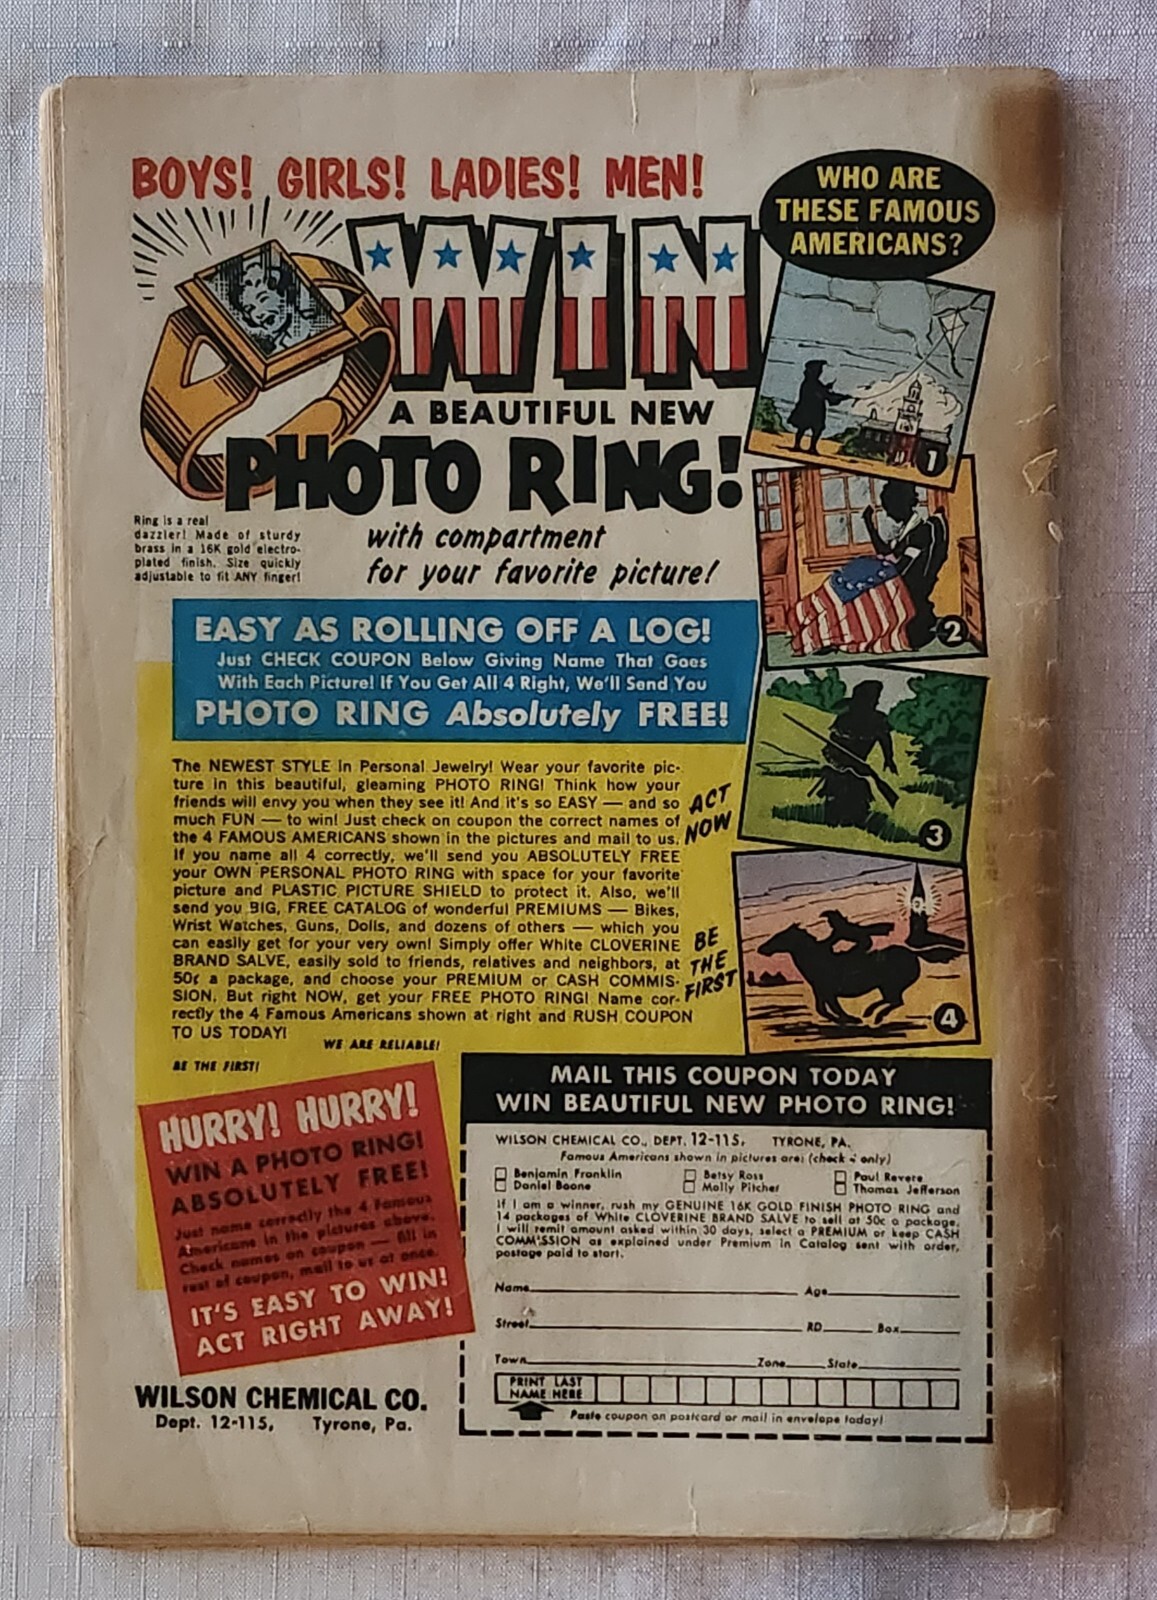 BOYS! GIRLS! LADIES! MEN!
WIN
A BEAUTIFUL NEW
PHOTO RING!
with compartment
for your favorite picture!
Ring is a real
dazzler! Made of sturdy
brass in a 16K gold electro-
plated finish. Size quickly
adjustable to fit ANY finger!
WHO ARE
THESE FAMOUS
AMERICANS?
1
2
3
4
EASY AS ROLLING OFF A LOG!
Just CHECK COUPON Below Giving Name That Goes
With Each Picture! If You Get All 4 Right, We'll Send You
PHOTO RING Absolutely FREE!
The NEWEST STYLE in Personal Jewelry! Wear your favorite pic-
ture in this beautiful, gleaming PHOTO RING! Think how your
friends will envy you when they see it! And it's so EASY — and so
much FUN — to win! Just check on coupon the correct names of
the 4 FAMOUS AMERICANS shown in the pictures and mail to us.
If you name all 4 correctly, we'll send you ABSOLUTELY FREE
your OWN PERSONAL PHOTO RING with space for your favorite
picture and PLASTIC PICTURE SHIELD to protect it. Also, we'll
send you BIG, FREE CATALOG of wonderful PREMIUMS — Bikes,
Wrist Watches, Guns, Dolls, and dozens of others — which you
can easily get for your very own! Simply offer White CLOVERINE
BRAND SALVE, easily sold to friends, relatives and neighbors, at
50¢ a package, and choose your PREMIUM or CASH COMMIS-
SION. But right NOW, get your FREE PHOTO RING! Name cor-
rectly the 4 Famous Americans shown at right and RUSH COUPON
TO US TODAY!
WE ARE RELIABLE!
BE THE FIRST!
ACT
NOW
BE
THE
FIRST
HURRY! HURRY!
WIN A PHOTO RING!
ABSOLUTELY FREE!
Just name correctly the 4 Famous
Americans in the pictures above.
Check names on coupon — fill in
rest of coupon, mail to us at once.
IT'S EASY TO WIN!
ACT RIGHT AWAY!
WILSON CHEMICAL CO.
Dept. 12-115, Tyrone, Pa.
MAIL THIS COUPON TODAY
WIN BEAUTIFUL NEW PHOTO RING!
WILSON CHEMICAL CO., DEPT. 12-115, TYRONE, PA.
Famous Americans shown in pictures are: (check 4 only)
Benjamin Franklin Betsy Ross Paul Revere
Daniel Boone Molly Pitcher Thomas Jefferson
If I am a winner, rush my GENUINE 16K GOLD FINISH PHOTO RING and
14 packages of White CLOVERINE BRAND SALVE to sell at 50c a package.
I will remit amount asked within 30 days, select a PREMIUM or keep CASH
COMMISSION as explained under Premium in Catalog sent with order,
postage paid to start.
Name Age
Street RD Box
Town Zone State
PRINT LAST
NAME HERE
Paste coupon on postcard or mail in envelope today!